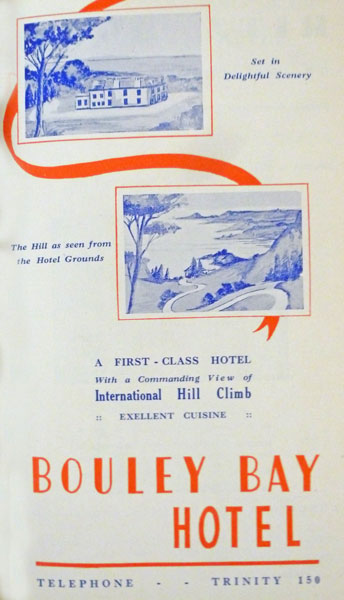 Set in
Delightful Scenery
The Hill as seen from
the Hotel Grounds
A FIRST - CLASS HOTEL
With a Commanding View of
International Hill Climb
:: EXELLENT CUISINE ::
BOULEY BAY
HOTEL
TELEPHONE - - TRINITY 150